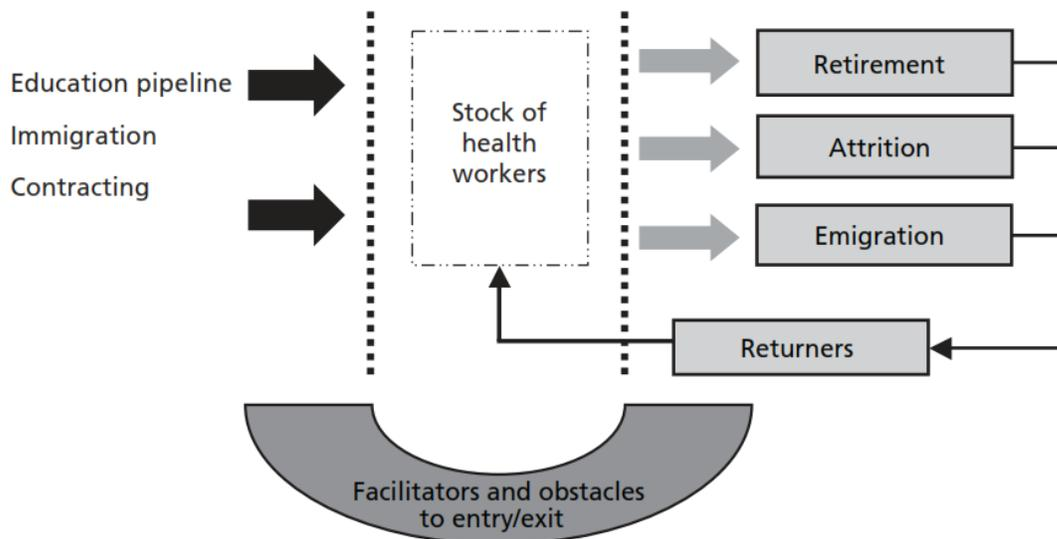 Education pipeline
Immigration
Contracting
Stock of
health
workers
Retirement
Attrition
Emigration
Returners
Facilitators and obstacles
to entry/exit